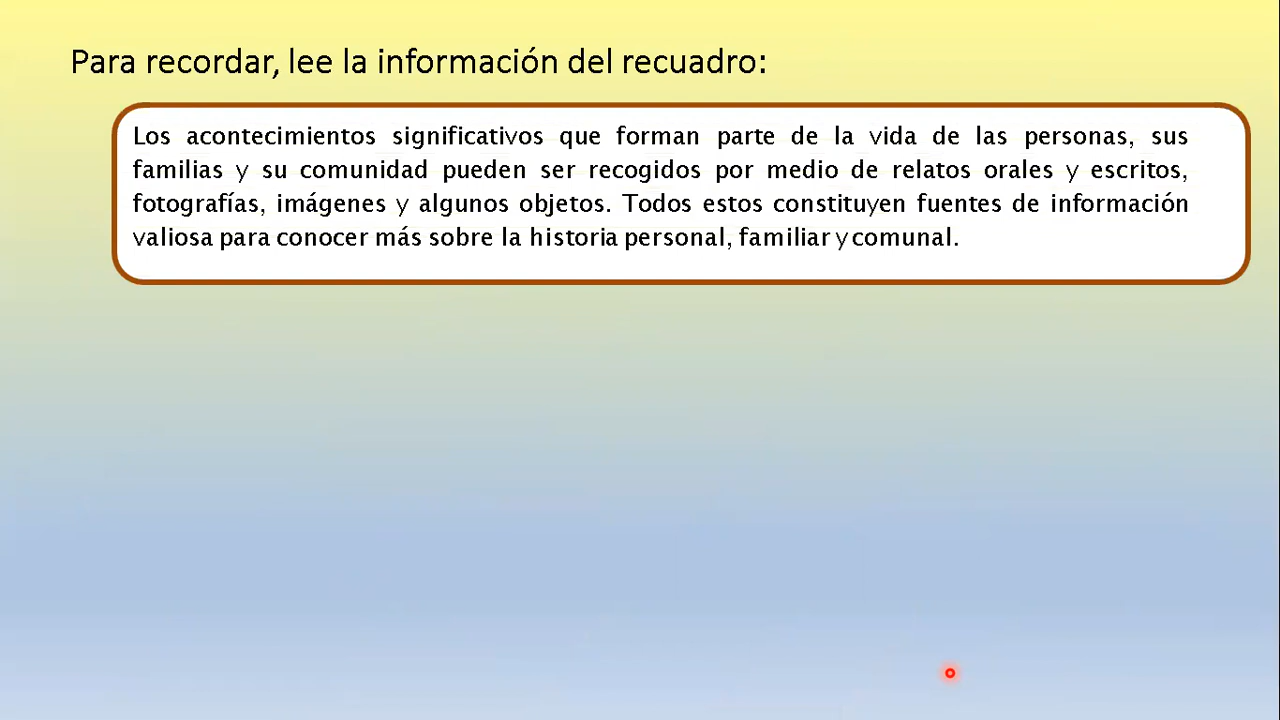 Para recordar, lee la información del recuadro:
Los acontecimientos significativos que forman parte de la vida de las personas, sus
familias y su comunidad pueden ser recogidos por medio de relatos orales y escritos,
fotografías, imágenes y algunos objetos. Todos estos constituyen fuentes de información
valiosa para conocer más sobre la historia personal, familiar y comunal.